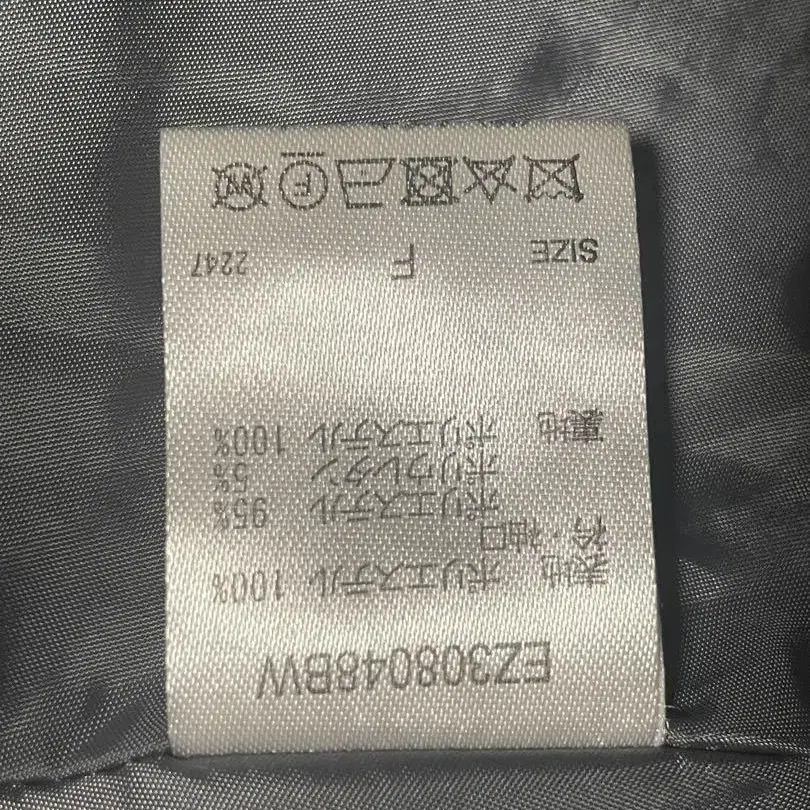 EZ308048BW
表地 ポリエステル 100%
衿・袖口
ポリエステル 95%
ポリウレタン 5%
裏地 ポリエステル 100%
SIZE F 2247
F W